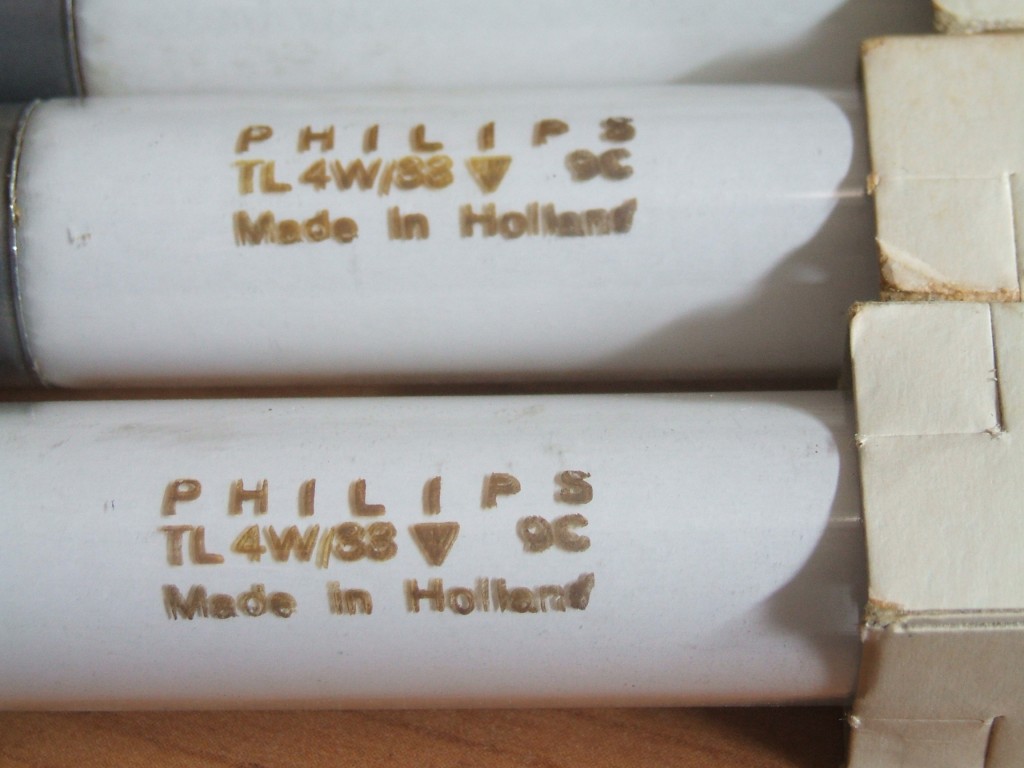 PHILIPS
TL 4W/33 ▼ 9C
Made in Holland
PHILIPS
TL 4W/33 ▼ 9C
Made in Holland